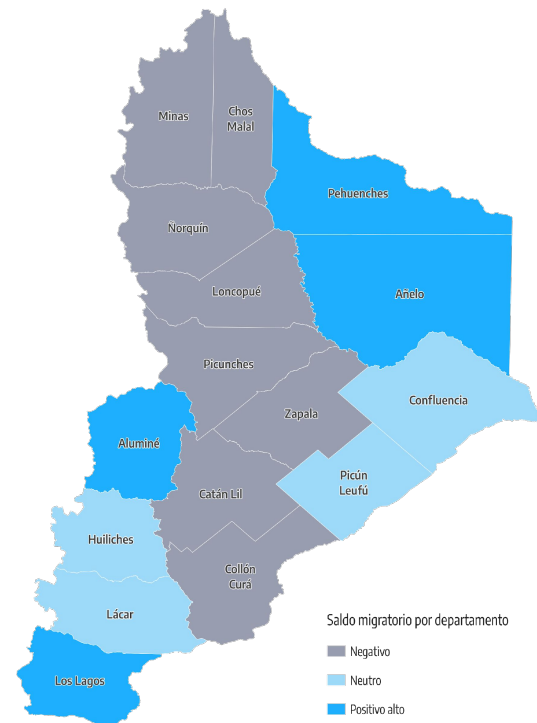 Minas
Chos
Malal
Pehuenches
Ñorquín
Loncopué
Añelo
Picunches
Confluencia
Zapala
Aluminé
Picún
Leufú
Catán Lil
Huiliches
Collón
Curá
Lácar
Los Lagos
Saldo migratorio por departamento
Negativo
Neutro
Positivo alto